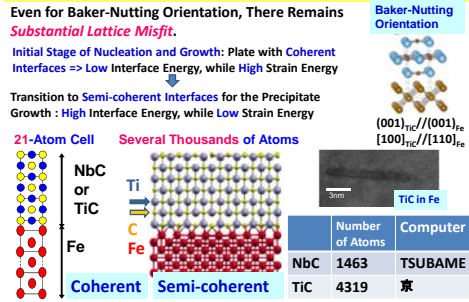 Even for Baker-Nutting Orientation, There Remains
Substantial Lattice Misfit.
Initial Stage of Nucleation and Growth: Plate with Coherent
Interfaces => Low Interface Energy, while High Strain Energy
Transition to Semi-coherent Interfaces for the Precipitate
Growth : High Interface Energy, while Low Strain Energy
Baker-Nutting
Orientation
(001)TiC//(001)Fe
[100]TiC//[110]Fe
21-Atom Cell
Several Thousands of Atoms
NbC
or
TiC
Fe
Ti
C
Fe
Coherent
Semi-coherent
3nm
TiC in Fe
Number of Atoms Computer
NbC 1463 TSUBAME
TiC 4319 京